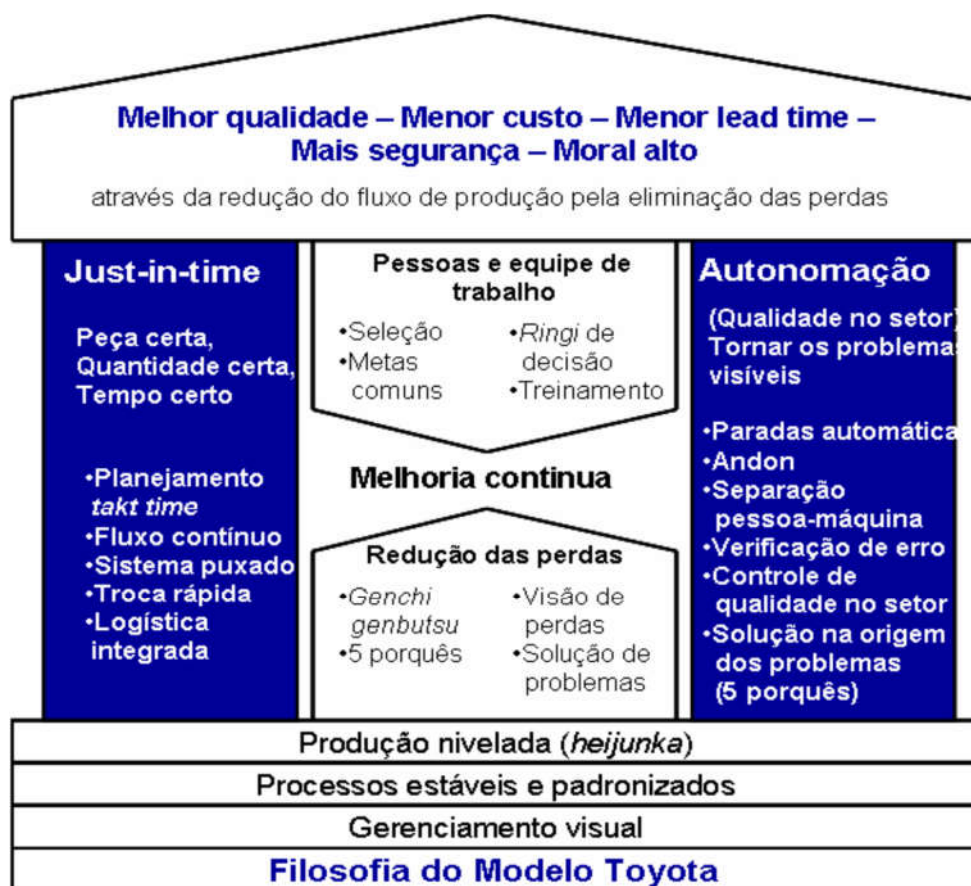 Melhor qualidade – Menor custo – Menor lead time –
Mais segurança – Moral alto
através da redução do fluxo de produção pela eliminação das perdas
Just-in-time
Peça certa,
Quantidade certa,
Tempo certo
•Planejamento
takt time
•Fluxo contínuo
•Sistema puxado
•Troca rápida
•Logística
integrada
Pessoas e equipe de
trabalho
•Seleção
•Metas
comuns
•Ringi de
decisão
•Treinamento
Melhoria continua
Redução das perdas
•Genchi
genbutsu
•5 porquês
•Visão de
perdas
•Solução de
problemas
Autonomação
(Qualidade no setor)
Tornar os problemas
visíveis
•Paradas automática
•Andon
•Separação
pessoa-máquina
•Verificação de erro
•Controle de
qualidade no setor
•Solução na origem
dos problemas
(5 porquês)
Produção nivelada (heijunka)
Processos estáveis e padronizados
Gerenciamento visual
Filosofia do Modelo Toyota